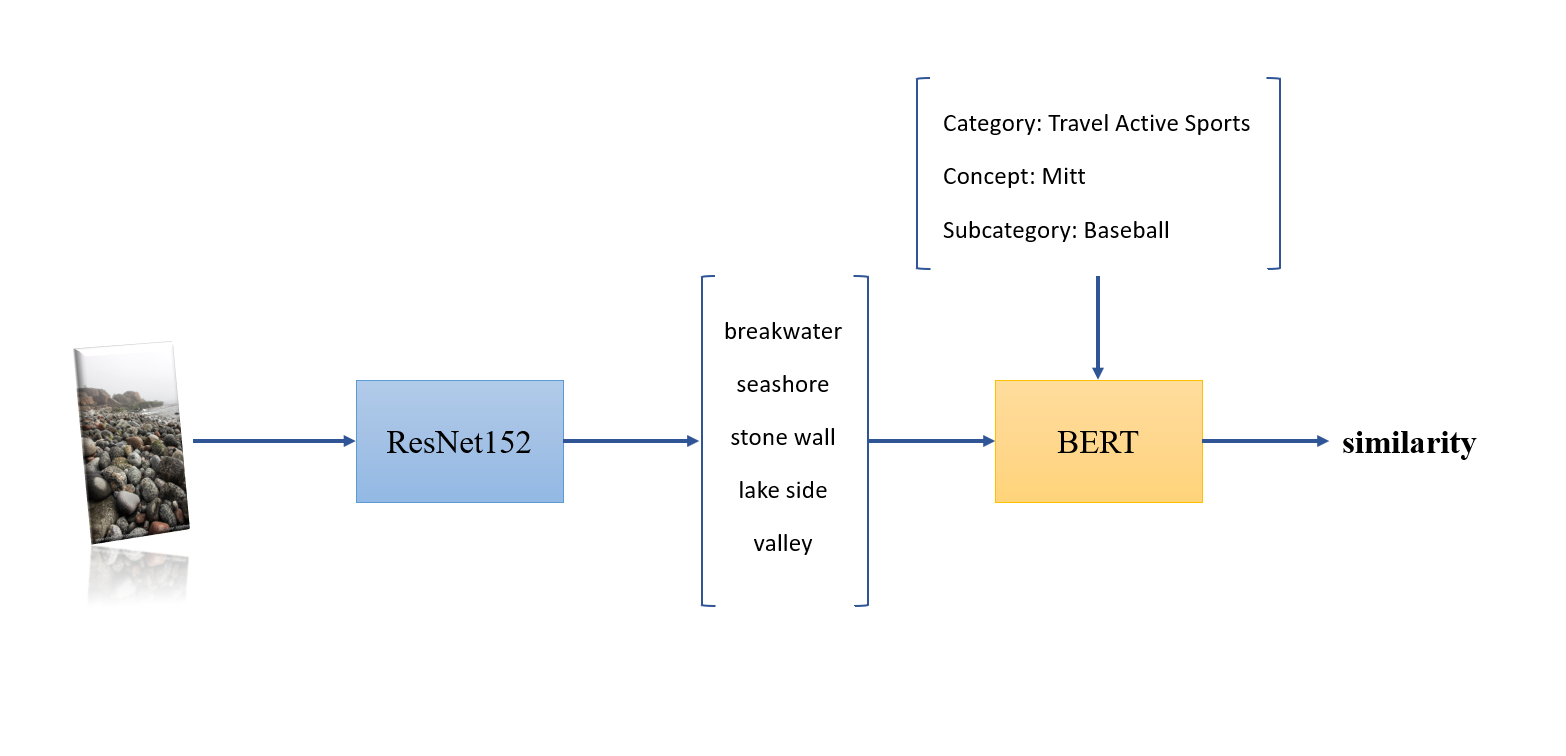 Category: Travel Active Sports
Concept: Mitt
Subcategory: Baseball
breakwater
seashore
stone wall
lake side
valley
ResNet152
BERT
similarity